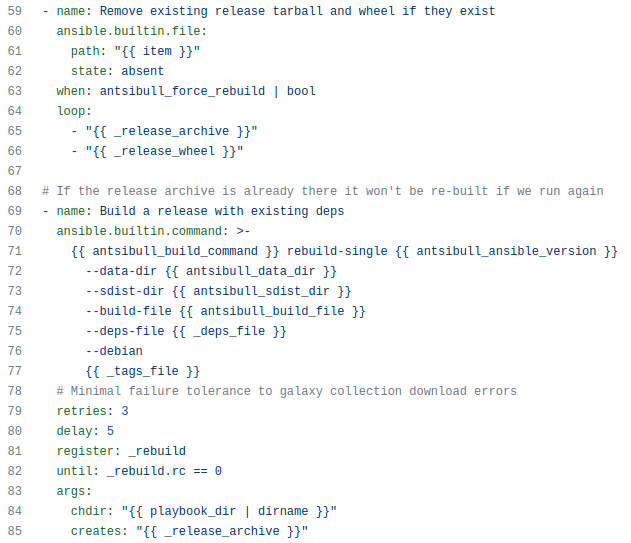 59 - name: Remove existing release tarball and wheel if they exist
60     ansible.builtin.file:
61       path: "{{ item }}"
62       state: absent
63     when: antsibull_force_rebuild | bool
64     loop:
65       - "{{ _release_archive }}"
66       - "{{ _release_wheel }}"
67
68 # If the release archive is already there it won't be re-built if we run again
69 - name: Build a release with existing deps
70     ansible.builtin.command: >-
71       {{ antsibull_build_command }} rebuild-single {{ antsibull_ansible_version }}
72         --data-dir {{ antsibull_data_dir }}
73         --sdist-dir {{ antsibull_sdist_dir }}
74         --build-file {{ antsibull_build_file }}
75         --deps-file {{ _deps_file }}
76         --debian
77         {{ _tags_file }}
78     # Minimal failure tolerance to galaxy collection download errors
79     retries: 3
80     delay: 5
81     register: _rebuild
82     until: _rebuild.rc == 0
83     args:
84       chdir: "{{ playbook_dir | dirname }}"
85       creates: "{{ _release_archive }}"